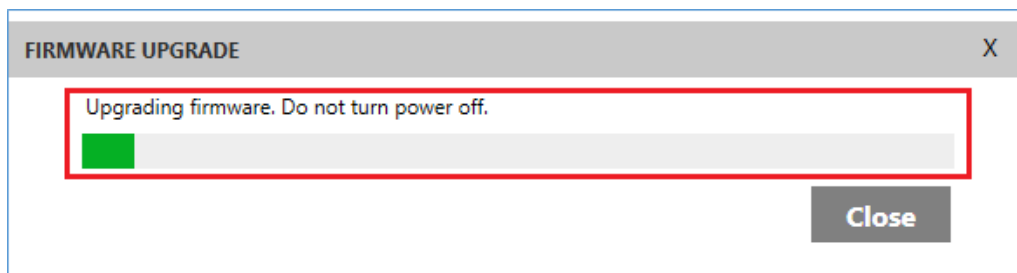 FIRMWARE UPGRADE X
Upgrading firmware. Do not turn power off.
Close